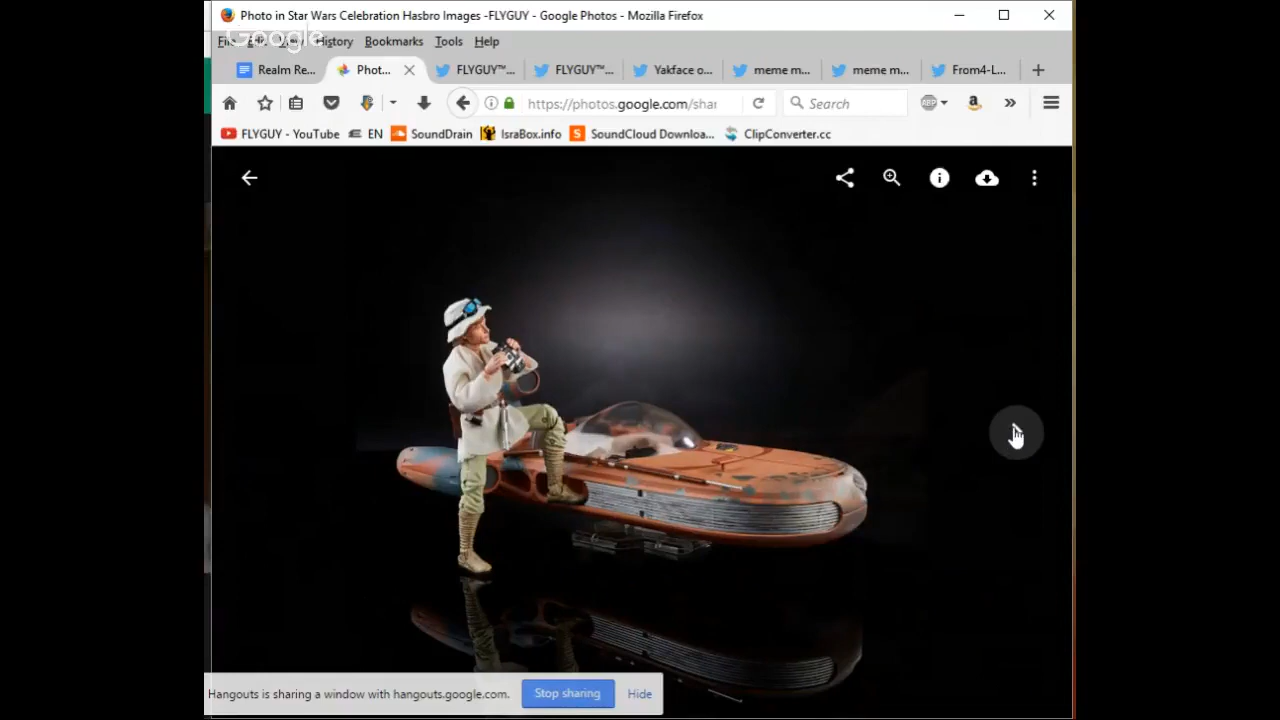 Photo in Star Wars Celebration Hasbro Images -FLYGUY - Google Photos - Mozilla Firefox
Google
History Bookmarks Tools Help
Realm Re... Phot... FLYGUY™... FLYGUY™... Yakface o... meme m... meme m... From4-L...
https://photos.google.com/shar Search ABP
FLYGUY - YouTube EN SoundDrain IsraBox.info SoundCloud Downloa... ClipConverter.cc
Hangouts is sharing a window with hangouts.google.com. Stop sharing Hide